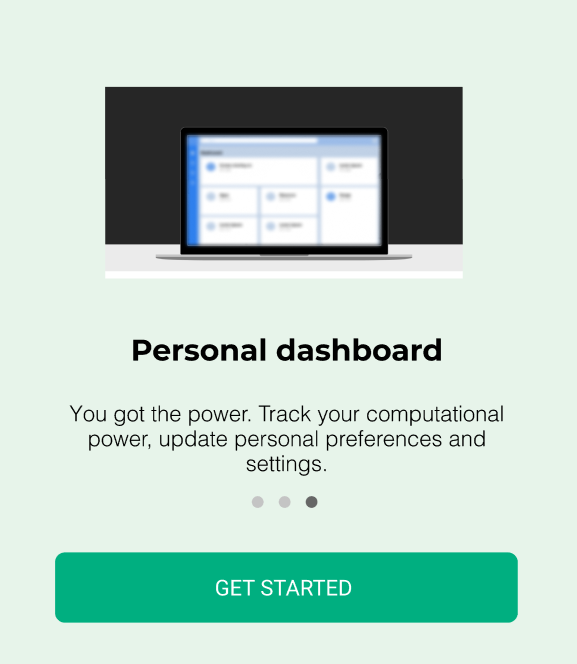 Personal dashboard
You got the power. Track your computational
power, update personal preferences and
settings.
GET STARTED